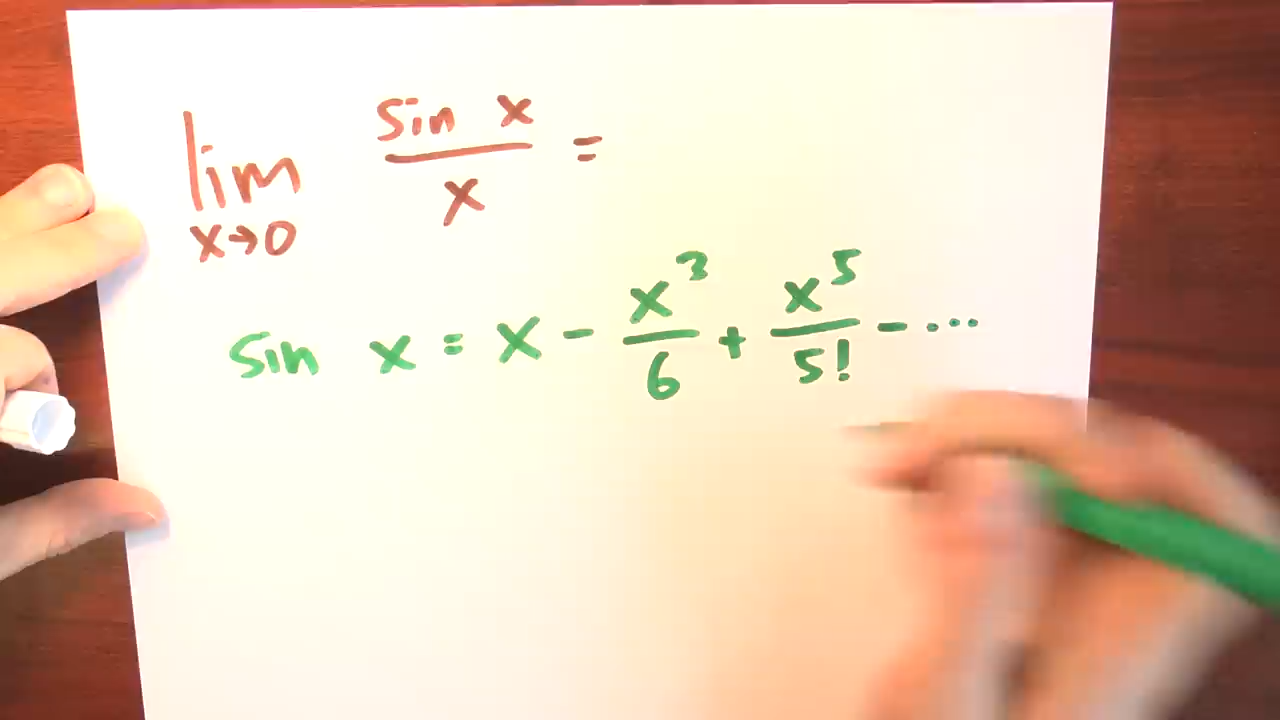 lim x→0 sin x / x =
sin x = x - x³/6 + x⁵/5! - ....